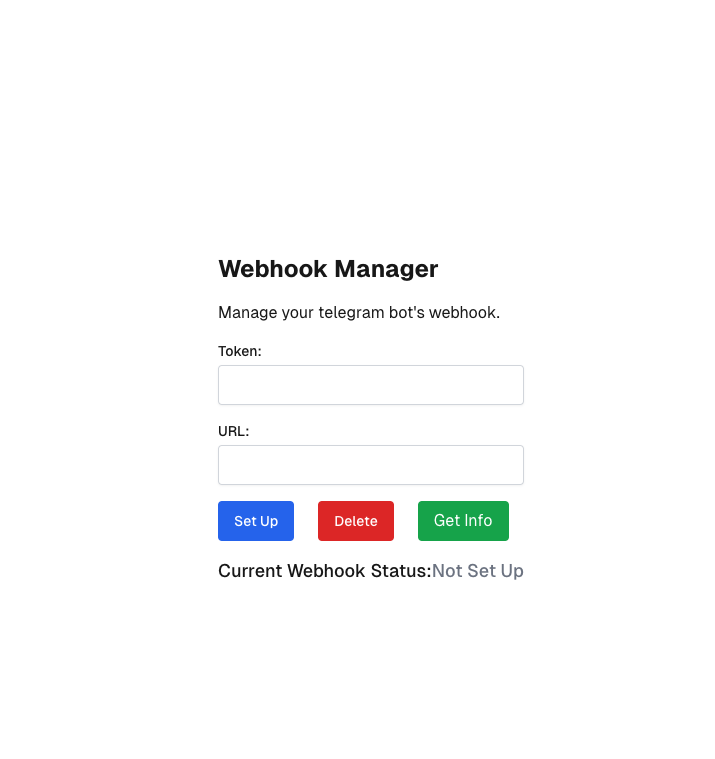 Webhook Manager
Manage your telegram bot's webhook.
Token:
URL:
Set Up Delete Get Info
Current Webhook Status:Not Set Up